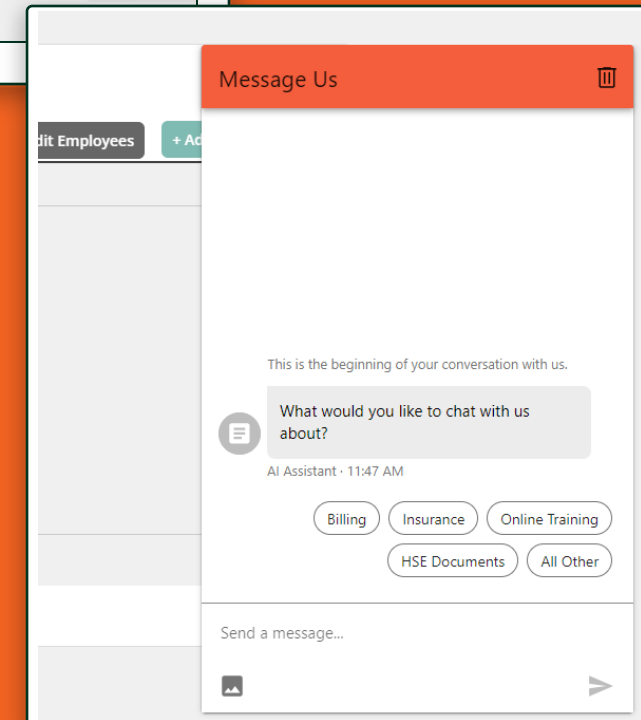 Message Us
dit Employees
+ Ad
This is the beginning of your conversation with us.
What would you like to chat with us
about?
AI Assistant · 11:47 AM
Billing
Insurance
Online Training
HSE Documents
All Other
Send a message...